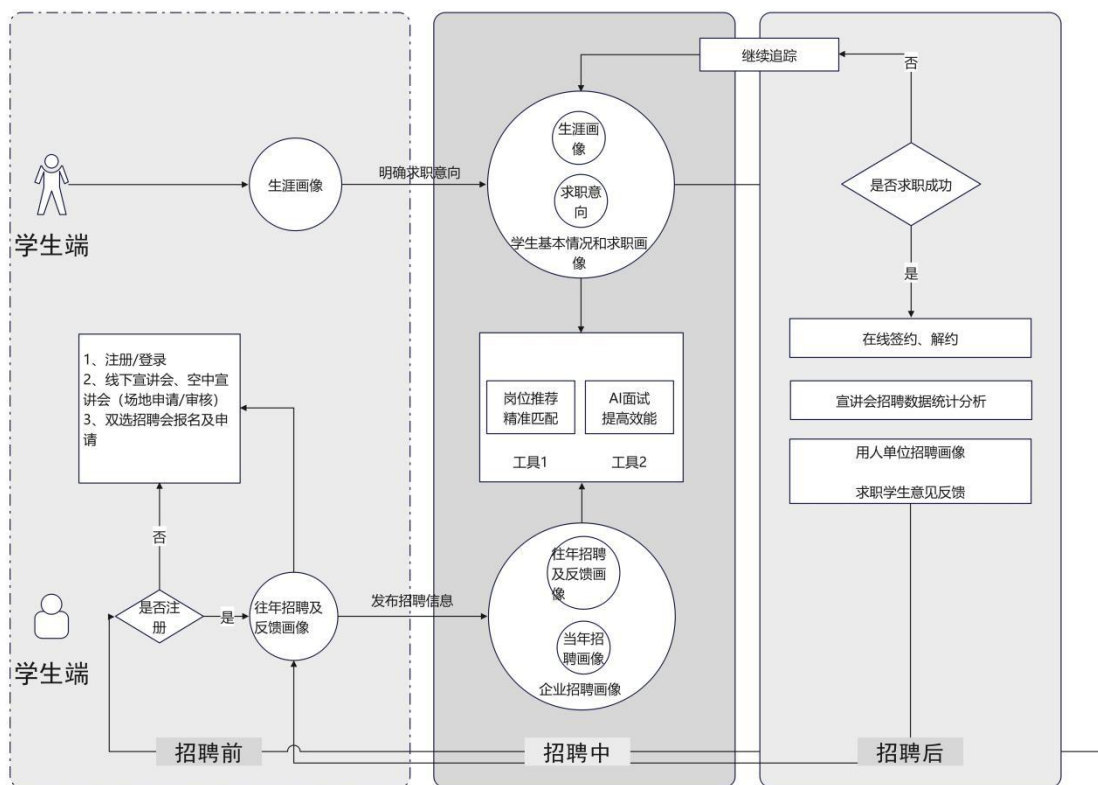 继续追踪
否
生涯画
像
生涯画像
明确求职意向
是否求职成功
求职意
向
学生端
学生基本情况和求职画
像
是
在线签约、解约
1、注册/登录
2、线下宣讲会、空中宣
讲会（场地申请/审核）
3、双选招聘会报名及申
请
岗位推荐
精准匹配
AI面试
提高效能
工具1
工具2
宣讲会招聘数据统计分析
用人单位招聘画像
求职学生意见反馈
否
往年招聘
及反馈画
像
是否注
册
是
往年招聘及
反馈画像
发布招聘信息
当年招
聘画像
学生端
企业招聘画像
招聘前
招聘中
招聘后